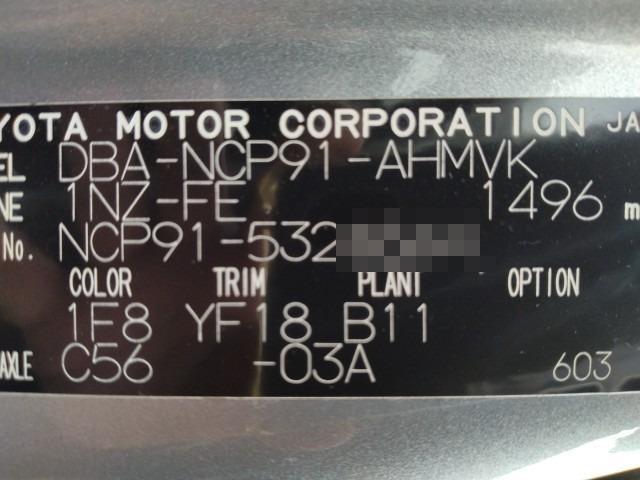 YOTA MOTOR CORPORATION JA
EL DBA-NCP91-AHMVK
NE 1NZ-FE 1496 m
No. NCP91-532
COLOR TRIM PLANT OPTION
1F8 YF18 B11
AXLE C56 -03A 603